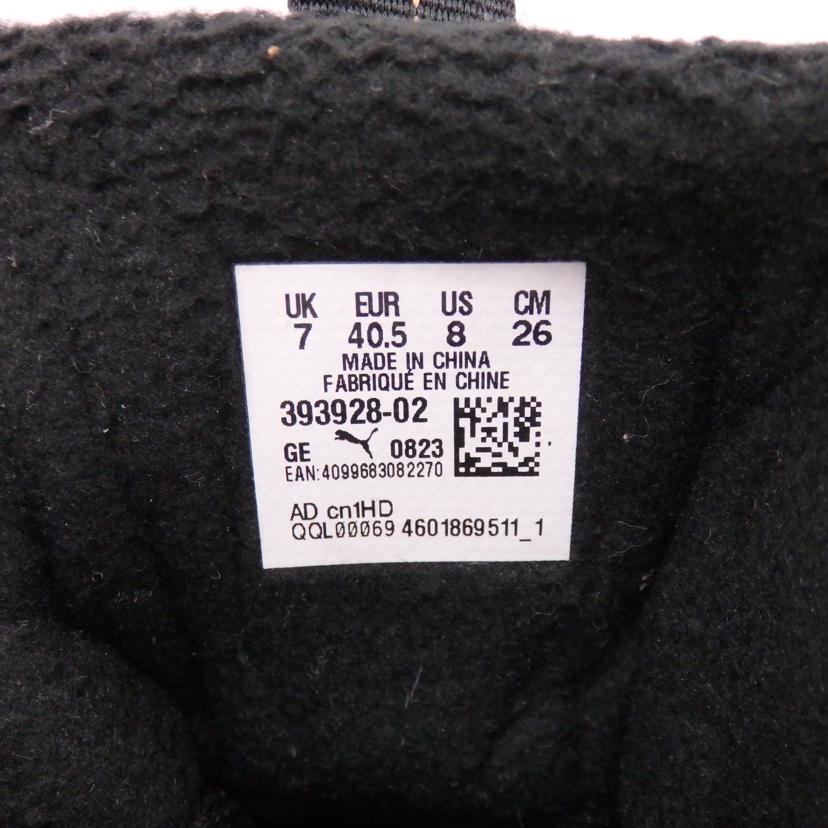 UK EUR US CM
7 40.5 8 26
MADE IN CHINA
FABRIQUÉ EN CHINE
393928-02
GE 0823
EAN:4099683082270
AD cn1HD
QQL00069 4601869511_1